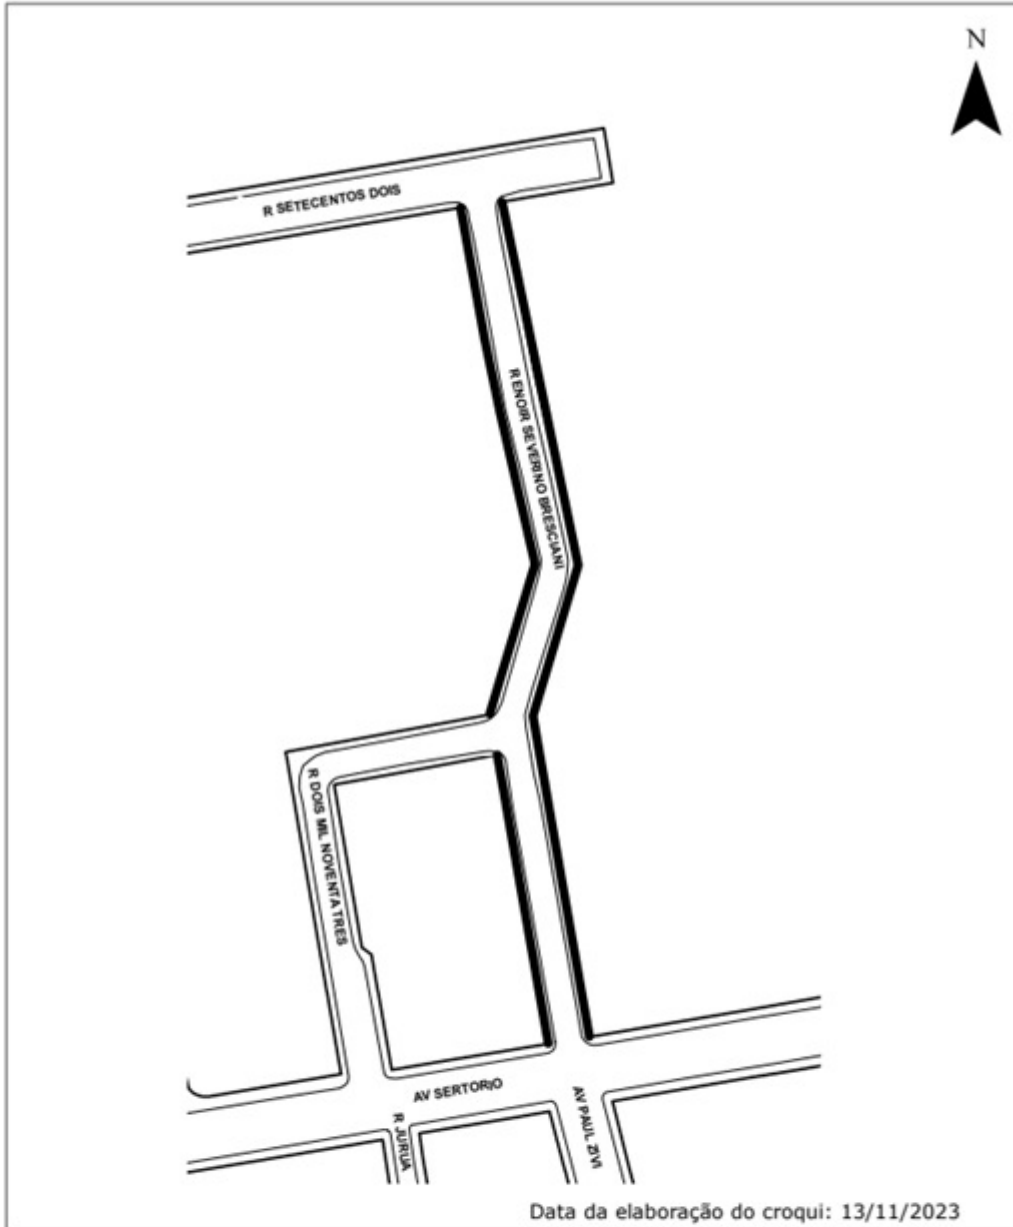 N
R SETECENTOS DOIS
R ENOIR SEVERINO BRESCIANI
R DOIS MIL NOVENTA TRES
AV SERTORIO
R JURUA
AV PAUL ZIVI
Data da elaboração do croqui: 13/11/2023